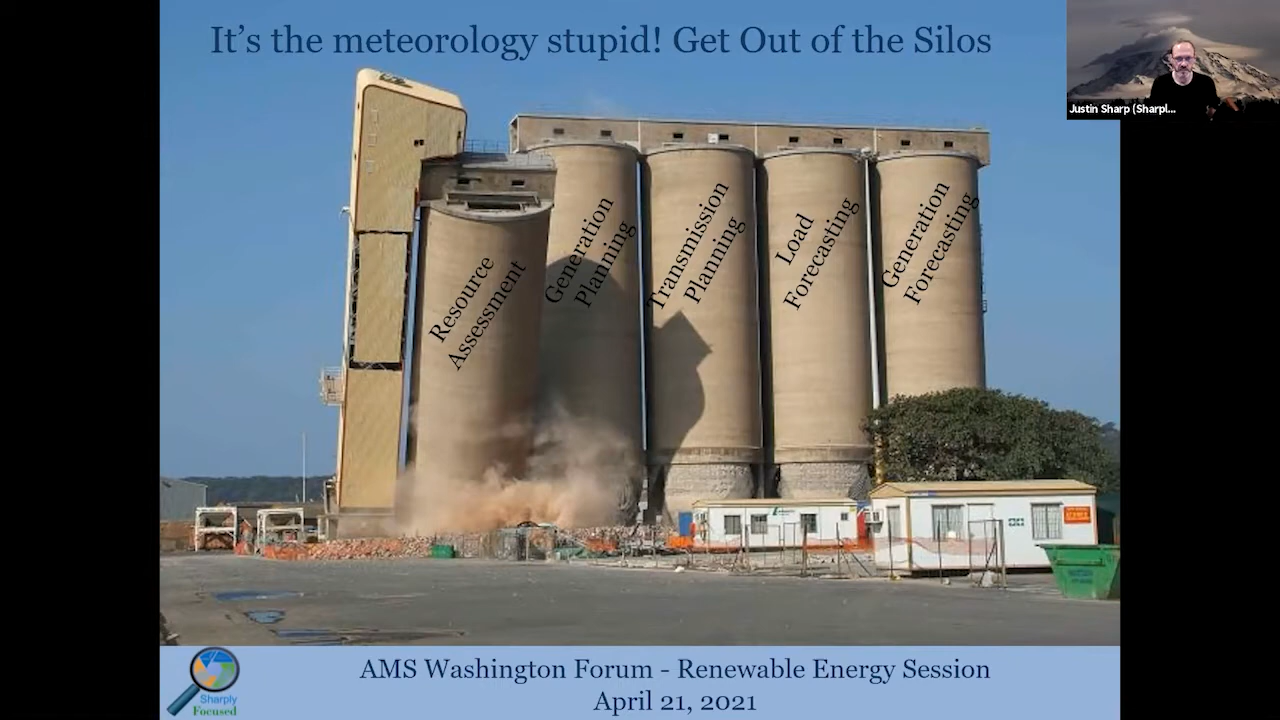 It's the meteorology stupid! Get Out of the Silos
Justin Sharp (Sharpl...
Resource
Assessment
Generation
Planning
Transmission
Planning
Load
Forecasting
Generation
Forecasting
Sharply
Focused
AMS Washington Forum - Renewable Energy Session
April 21, 2021